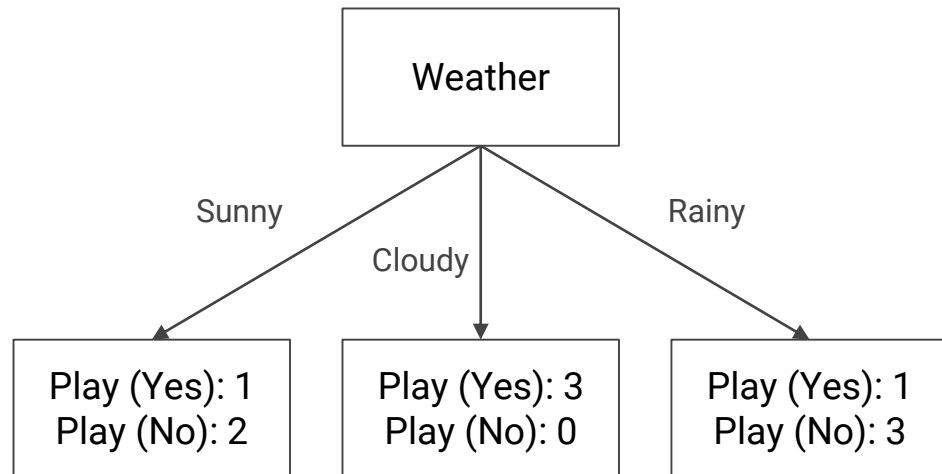 Weather
Sunny
Rainy
Cloudy
Play (Yes): 1
Play (No): 2
Play (Yes): 3
Play (No): 0
Play (Yes): 1
Play (No): 3